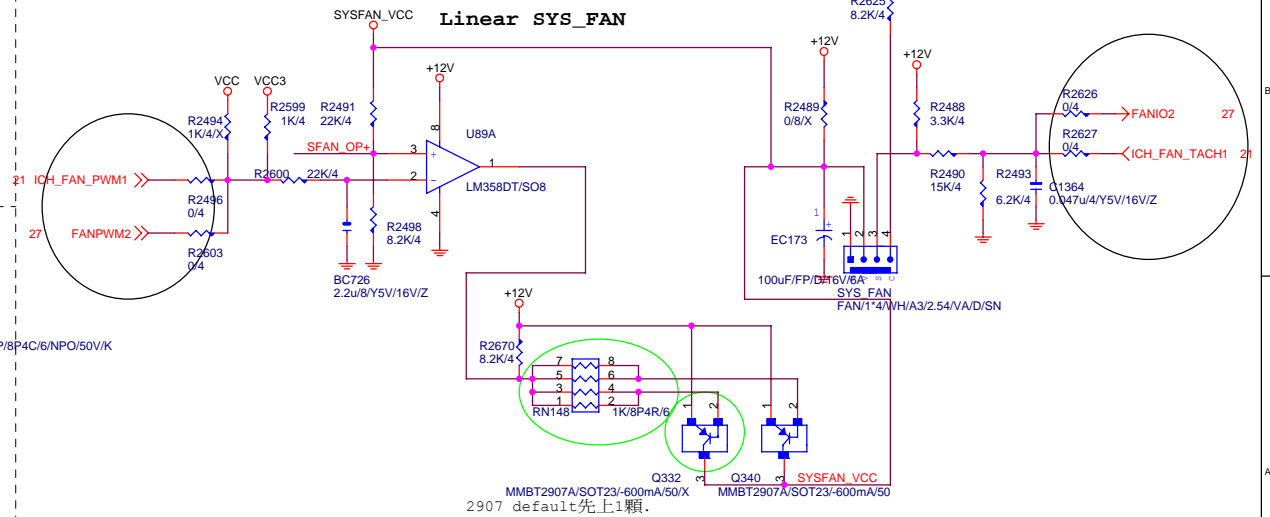 Linear SYS_FAN
SYSFAN_VCC
R2625
8.2K/4
+12V
+12V
+12V
VCC
VCC3
R2494
1K/4/X
R2599
1K/4
R2491
22K/4
8
U89A
R2489
0/8/X
R2488
3.3K/4
R2626
0/4
FANIO2
27
B
SFAN_OP+
3
+
1
2
-
4
LM358DT/SO8
R2627
0/4
ICH_FAN_TACH1
21
21
ICH_FAN_PWM1
R2600
22K/4
R2496
0/4
R2490
15K/4
R2493
6.2K/4
C1364
0.047u/4/Y5V/16V/Z
27
FANPWM2
R2603
0/4
R2498
8.2K/4
1
+
EC173
100uF/FP/D/16V/6A
1
2
3
4
S
C
BC726
2.2u/8/Y5V/16V/Z
SYS_FAN
FAN/1*4/WH/A3/2.54/VA/D/SN
+12V
P/8P4C/6/NPO/50V/K
R2670
8.2K/4
7
8
5
6
3
4
1
2
RN148
1K/8P4R/6
1
2
3
1
2
3
Q332
MMBT2907A/SOT23/-600mA/50/X
Q340
MMBT2907A/SOT23/-600mA/50
SYSFAN_VCC
A
2907 default先上1顆.